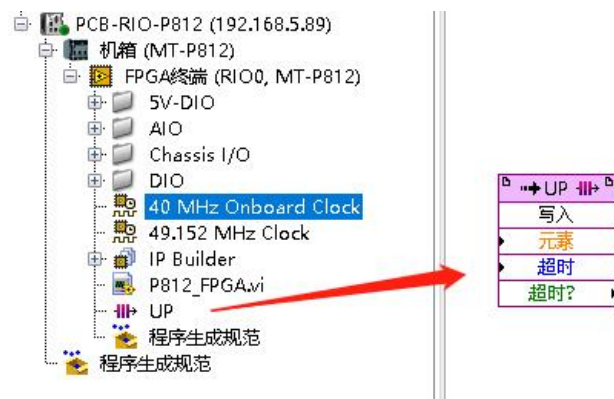 PCB-RIO-P812 (192.168.5.89)
机箱 (MT-P812)
FPGA终端 (RIO0, MT-P812)
5V-DIO
AIO
Chassis I/O
DIO
40 MHz Onboard Clock
49.152 MHz Clock
IP Builder
P812_FPGA.vi
UP
程序生成规范
程序生成规范
UP
写入
元素
超时
超时?